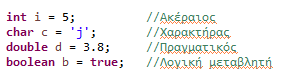 int i = 5; //Ακέραιος
char c = 'j'; //Χαρακτήρας
double d = 3.8; //Πραγματικός
boolean b = true; //Λογική μεταβλητή